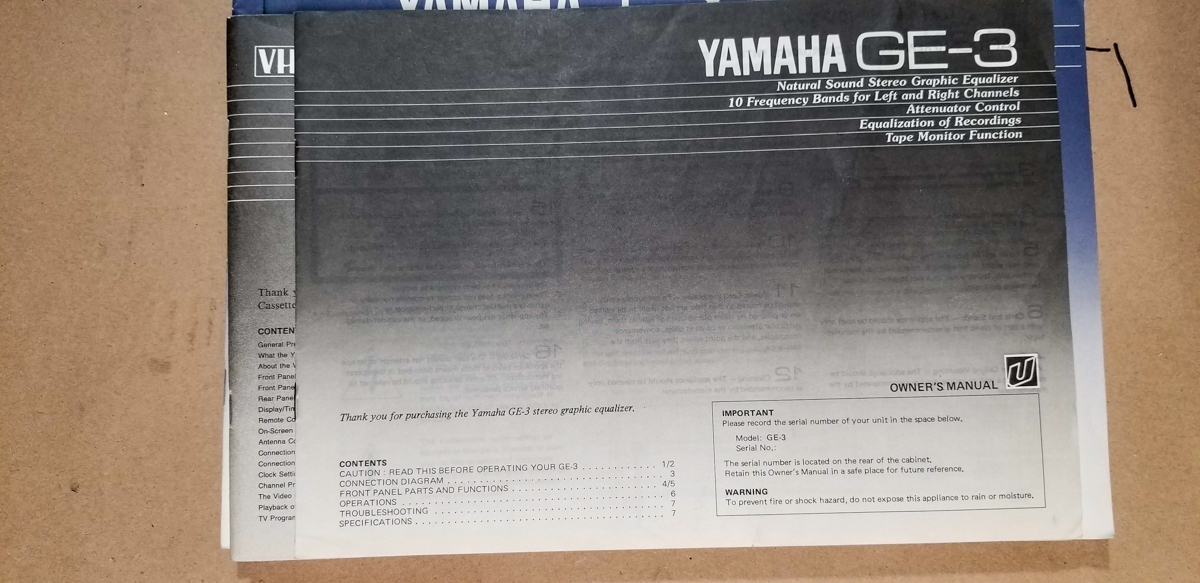 YAMAHA
VH
YAMAHA GE-3
Natural Sound Stereo Graphic Equalizer
10 Frequency Bands for Left and Right Channels
Attenuator Control
Equalization of Recordings
Tape Monitor Function
Thank
Cassette
CONTEN
General Pr
What the Y
About the V
Front Panel
Front Pane
Rear Pane
Display/Tim
Remote Co
On-Screen
Antenna Co
Connection
Connection
Clock Setti
Channel Pr
The Video
Playback o
TV Program
OWNER'S MANUAL
Thank you for purchasing the Yamaha GE-3 stereo graphic equalizer.
CONTENTS
CAUTION : READ THIS BEFORE OPERATING YOUR GE-3 . . . . . . . . . . . 1/2
CONNECTION DIAGRAM . . . . . . . . . . . . . . . . . . . . . . . . . . . . . . 3
FRONT PANEL PARTS AND FUNCTIONS . . . . . . . . . . . . . . . . . . . . 4/5
OPERATIONS . . . . . . . . . . . . . . . . . . . . . . . . . . . . . . . . . . . . 6
TROUBLESHOOTING . . . . . . . . . . . . . . . . . . . . . . . . . . . . . . . . 7
SPECIFICATIONS . . . . . . . . . . . . . . . . . . . . . . . . . . . . . . . . . . 7
IMPORTANT
Please record the serial number of your unit in the space below.
Model: GE-3
Serial No.:
The serial number is located on the rear of the cabinet.
Retain this Owner's Manual in a safe place for future reference.
WARNING
To prevent fire or shock hazard, do not expose this appliance to rain or moisture.